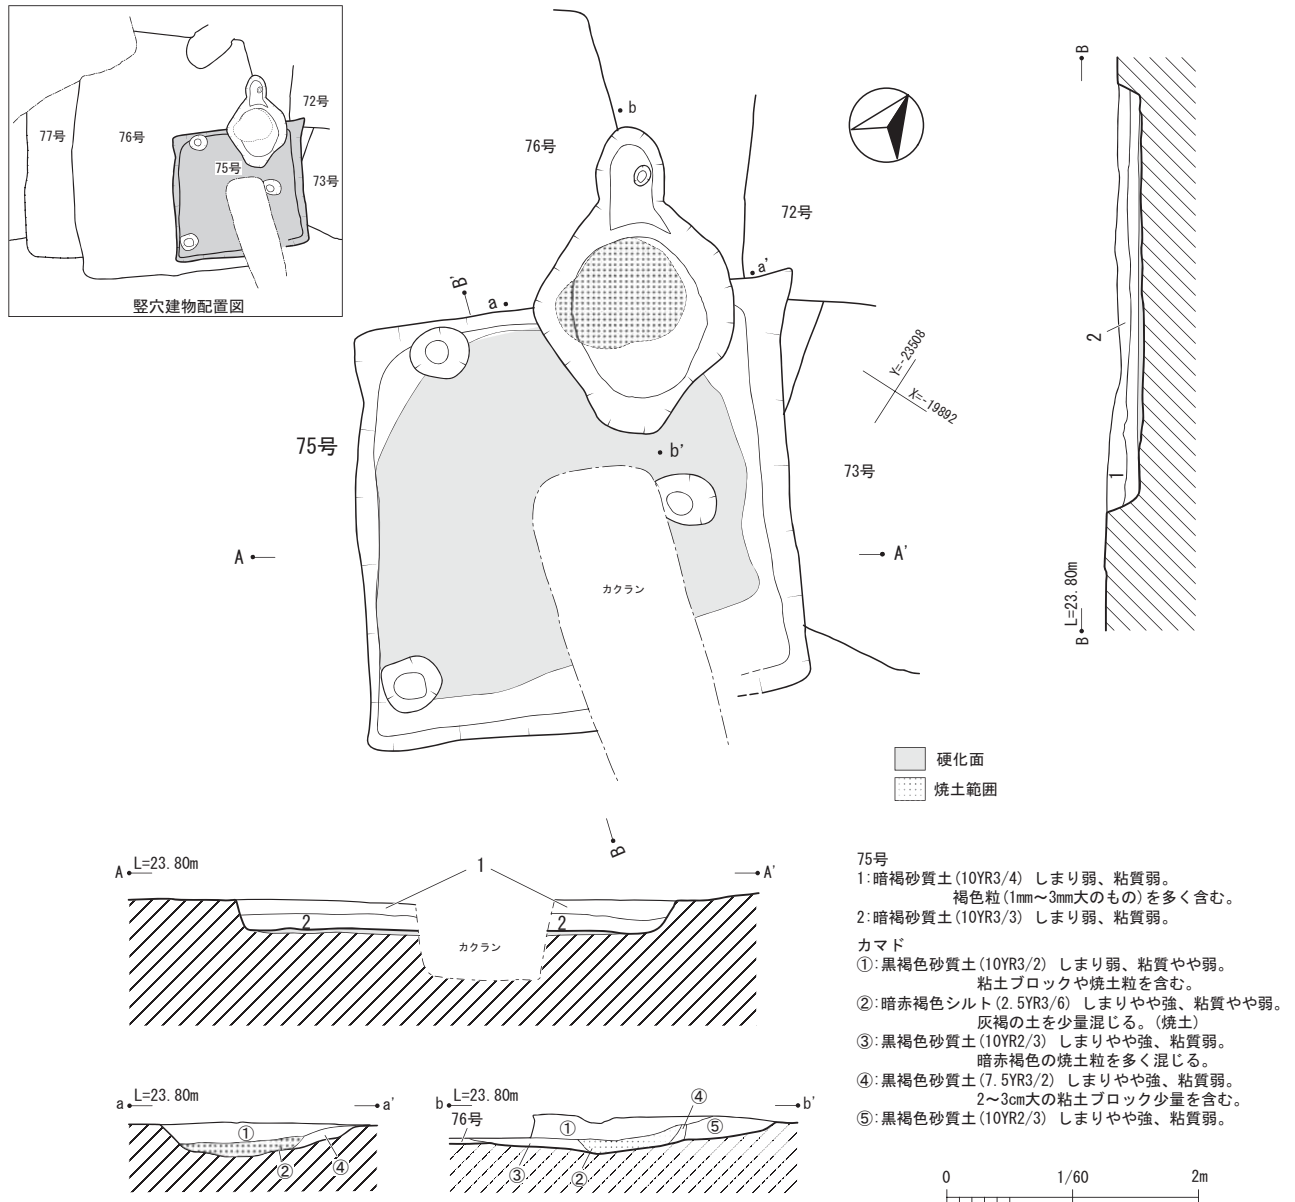 77号
76号
75号
72号
73号
竪穴建物配置図
b
76号
72号
B'
a
a'
Y=-23508
X=-19892
75号
b'
73号
A
A'
カクラン
B
硬化面
焼土範囲
B
2
1
L=23.80m
B
A L=23.80m
1
A'
2
2
カクラン
75号
1:暗褐砂質土(10YR3/4) しまり弱、粘質弱。
褐色粒(1mm～3mm大のもの)を多く含む。
2:暗褐砂質土(10YR3/3) しまり弱、粘質弱。
カマド
①:黒褐色砂質土(10YR3/2) しまり弱、粘質やや弱。
粘土ブロックや焼土粒を含む。
②:暗赤褐色シルト(2.5YR3/6) しまりやや強、粘質やや弱。
灰褐の土を少量混じる。(焼土)
③:黒褐色砂質土(10YR2/3) しまりやや強、粘質弱。
暗赤褐色の焼土粒を多く混じる。
④:黒褐色砂質土(7.5YR3/2) しまりやや強、粘質弱。
2～3cm大の粘土ブロック少量を含む。
⑤:黒褐色砂質土(10YR2/3) しまりやや強、粘質弱。
a L=23.80m a'
①
②
④
b L=23.80m b'
76号
①
④
⑤
③
②
0 1/60 2m